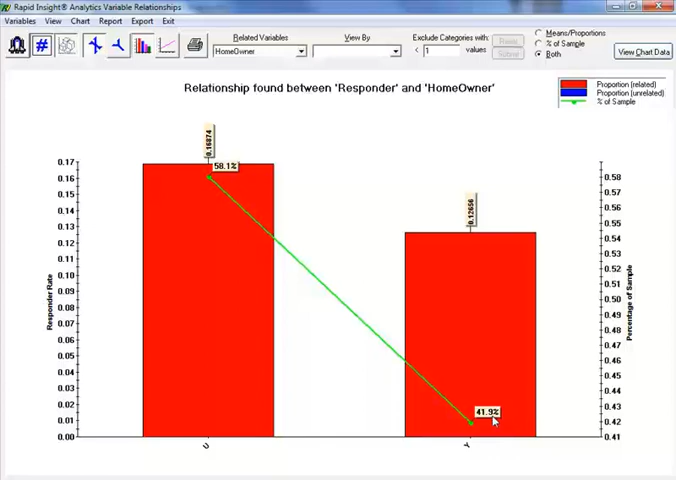 Rapid Insight® Analytics Variable Relationships
Variables View Chart Report Export Exit
Related Variables
HomeOwner
View By
Exclude Categories with:
< 1 values
Means/Proportions
% of Sample
Both
View Chart Data
Relationship found between 'Responder' and 'HomeOwner'
Proportion (related)
Proportion (unrelated)
% of Sample
Responder Rate
0.17
0.16
0.15
0.14
0.13
0.12
0.11
0.10
0.09
0.08
0.07
0.06
0.05
0.04
0.03
0.02
0.01
0.00
0.16874
58.1%
0.12656
41.9%
U
Y
0.58
0.57
0.56
0.55
0.54
0.53
0.52
0.51
0.50
0.49
0.48
0.47
0.46
0.45
0.44
0.43
0.42
0.41
Percentage of Sample